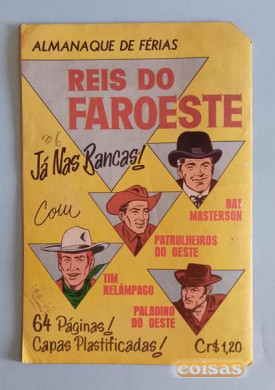 ALMANAQUE DE FÉRIAS
REIS DO
FAROESTE
Já Nas Bancas!
Com
BAT
MASTERSON
PATRULHEIROS
DO OESTE
TIM
RELÂMPAGO
PALADINO
DO OESTE
64 Páginas!
Capas Plastificadas!
Cr$ 1,20
coisas